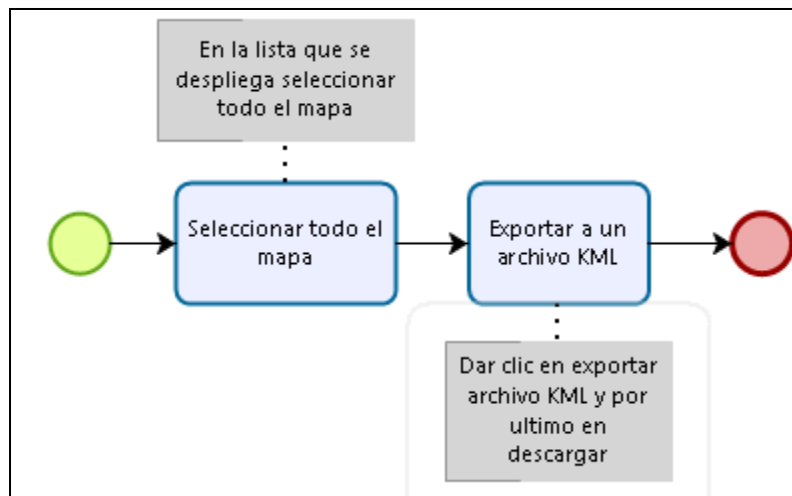 En la lista que se
despliega seleccionar
todo el mapa
Seleccionar todo el
mapa
Exportar a un
archivo KML
Dar clic en exportar
archivo KML y por
ultimo en
descargar